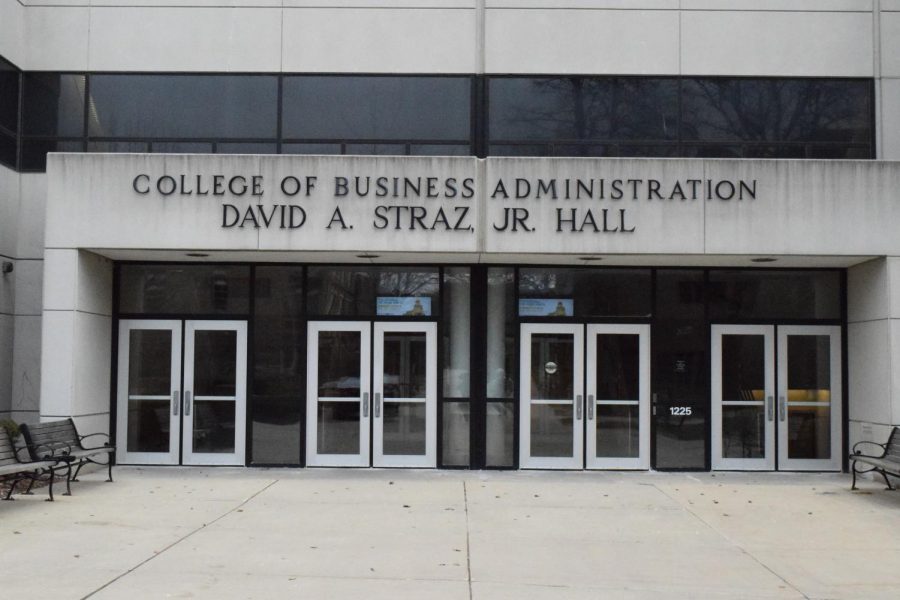 COLLEGE OF BUSINESS ADMINISTRATION
DAVID A. STRAZ, JR. HALL
1225